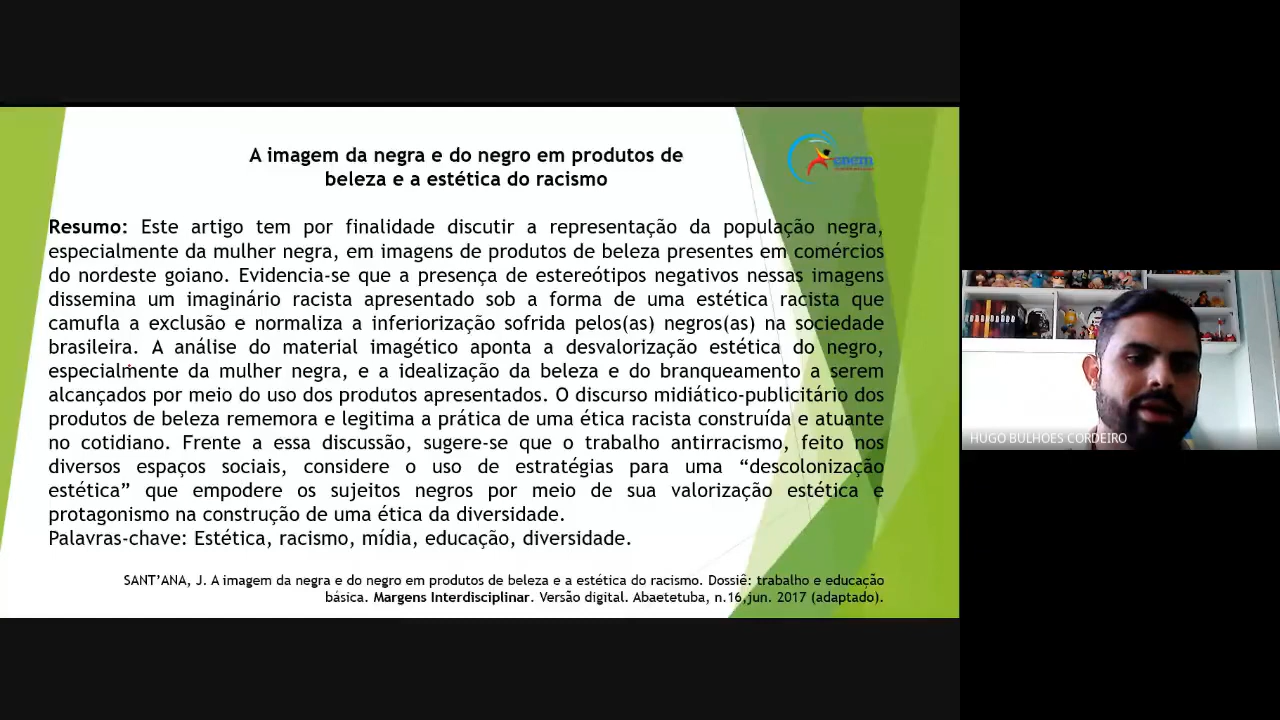 A imagem da negra e do negro em produtos de
beleza e a estética do racismo
Resumo: Este artigo tem por finalidade discutir a representação da população negra,
especialmente da mulher negra, em imagens de produtos de beleza presentes em comércios
do nordeste goiano. Evidencia-se que a presença de estereótipos negativos nessas imagens
dissemina um imaginário racista apresentado sob a forma de uma estética racista que
camufla a exclusão e normaliza a inferiorização sofrida pelos(as) negros(as) na sociedade
brasileira. A análise do material imagético aponta a desvalorização estética do negro,
especialmente da mulher negra, e a idealização da beleza e do branqueamento a serem
alcançados por meio do uso dos produtos apresentados. O discurso midiático-publicitário dos
produtos de beleza rememora e legitima a prática de uma ética racista construída e atuante
no cotidiano. Frente a essa discussão, sugere-se que o trabalho antirracismo, feito nos
diversos espaços sociais, considere o uso de estratégias para uma “descolonização
estética” que empodere os sujeitos negros por meio de sua valorização estética e
protagonismo na construção de uma ética da diversidade.
Palavras-chave: Estética, racismo, mídia, educação, diversidade.
SANT’ANA, J. A imagem da negra e do negro em produtos de beleza e a estética do racismo. Dossiê: trabalho e educação
básica. Margens Interdisciplinar. Versão digital. Abaetetuba, n.16,jun. 2017 (adaptado).
HUGO BULHOES CORDEIRO